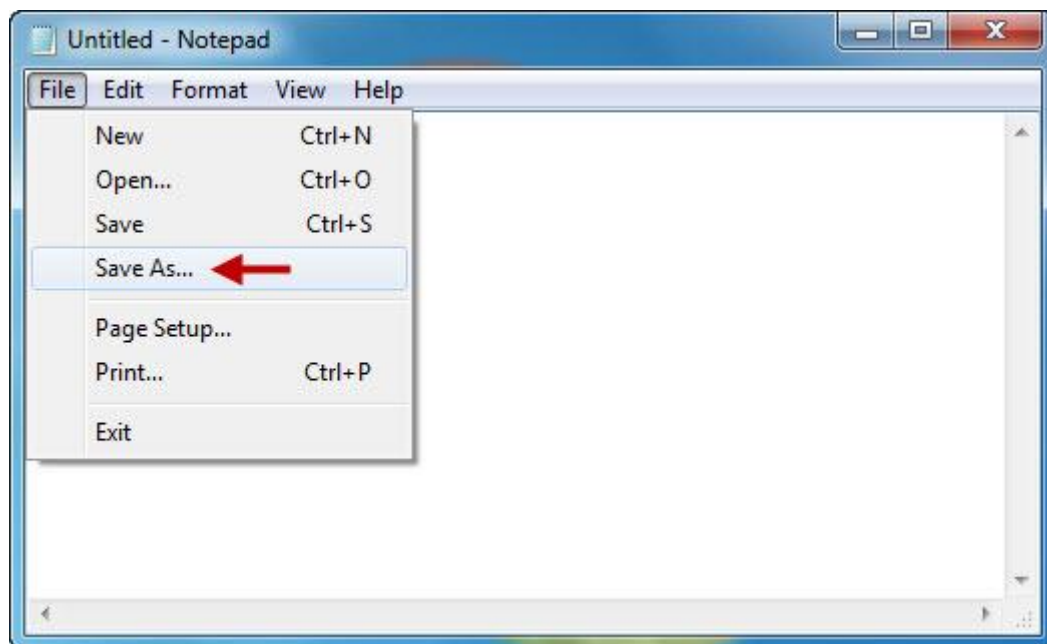 Untitled - Notepad
File Edit Format View Help
New Ctrl+N
Open... Ctrl+O
Save Ctrl+S
Save As...
Page Setup...
Print... Ctrl+P
Exit